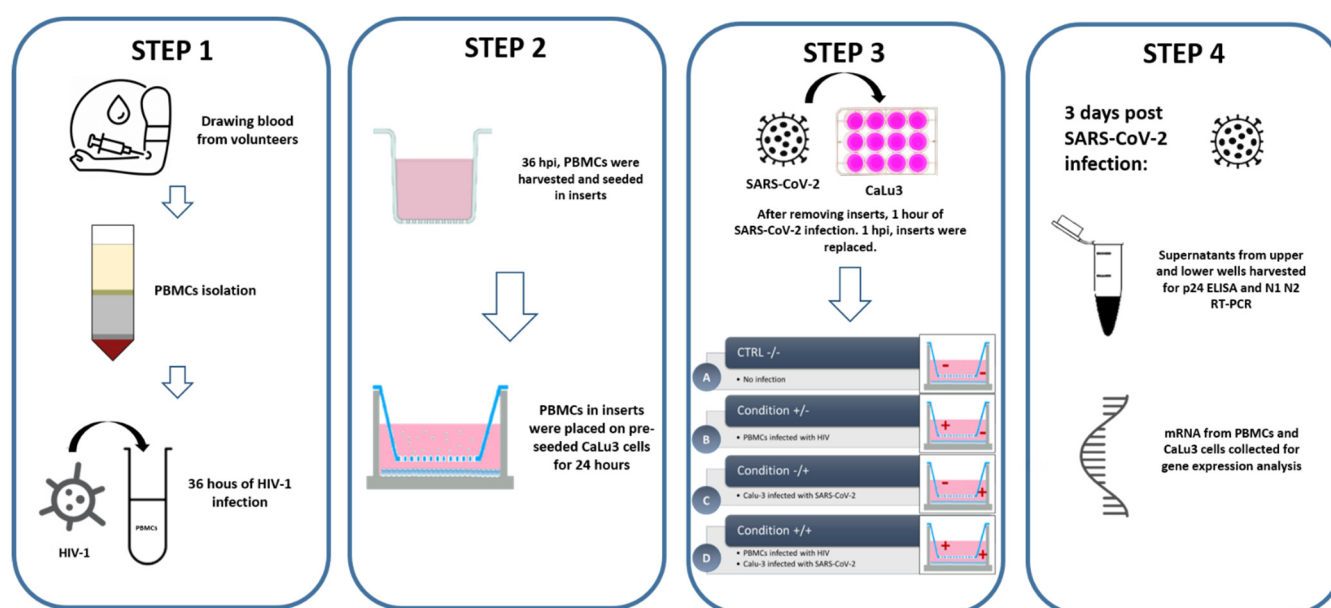 STEP 1
Drawing blood
from volunteers
PBMCs isolation
36 hous of HIV-1
infection
HIV-1
PBMCs
STEP 2
36 hpi, PBMCs were
harvested and seeded
in inserts
PBMCs in inserts
were placed on pre-
seeded CaLu3 cells
for 24 hours
STEP 3
SARS-CoV-2
CaLu3
After removing inserts, 1 hour of
SARS-CoV-2 infection. 1 hpi, inserts were
replaced.
CTRL -/-
A
• No infection
- -
Condition +/-
B
• PBMCs infected with HIV
+ -
Condition -/+
C
• Calu-3 infected with SARS-CoV-2
- +
Condition +/+
D
• PBMCs infected with HIV
• Calu-3 infected with SARS-CoV-2
+ +
STEP 4
3 days post
SARS-CoV-2
infection:
Supernatants from upper
and lower wells harvested
for p24 ELISA and N1 N2
RT-PCR
mRNA from PBMCs and
CaLu3 cells collected for
gene expression analysis